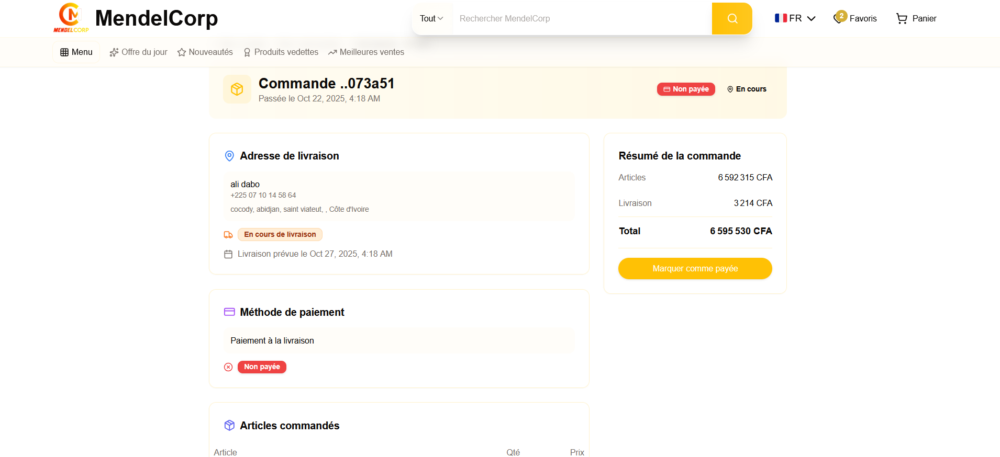 MENDELCORP
MendelCorp
Tout
Rechercher MendelCorp
FR
2
Favoris
Panier
Menu
Offre du jour
Nouveautés
Produits vedettes
Meilleures ventes
Commande ..073a51
Passée le Oct 22, 2025, 4:18 AM
Non payée
En cours
Adresse de livraison
ali dabo
+225 07 10 14 58 64
cocody, abidjan, saint viateut, , Côte d'Ivoire
En cours de livraison
Livraison prévue le Oct 27, 2025, 4:18 AM
Résumé de la commande
Articles 6 592 315 CFA
Livraison 3 214 CFA
Total 6 595 530 CFA
Marquer comme payée
Méthode de paiement
Paiement à la livraison
Non payée
Articles commandés
Article Qté Prix